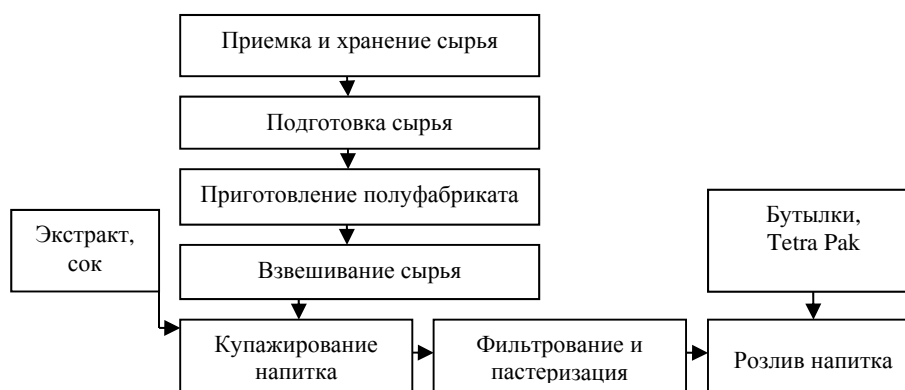 Приемка и хранение сырья
Подготовка сырья
Приготовление полуфабриката
Экстракт,
сок
Взвешивание сырья
Бутылки,
Tetra Pak
Купажирование
напитка
Фильтрование и
пастеризация
Розлив напитка